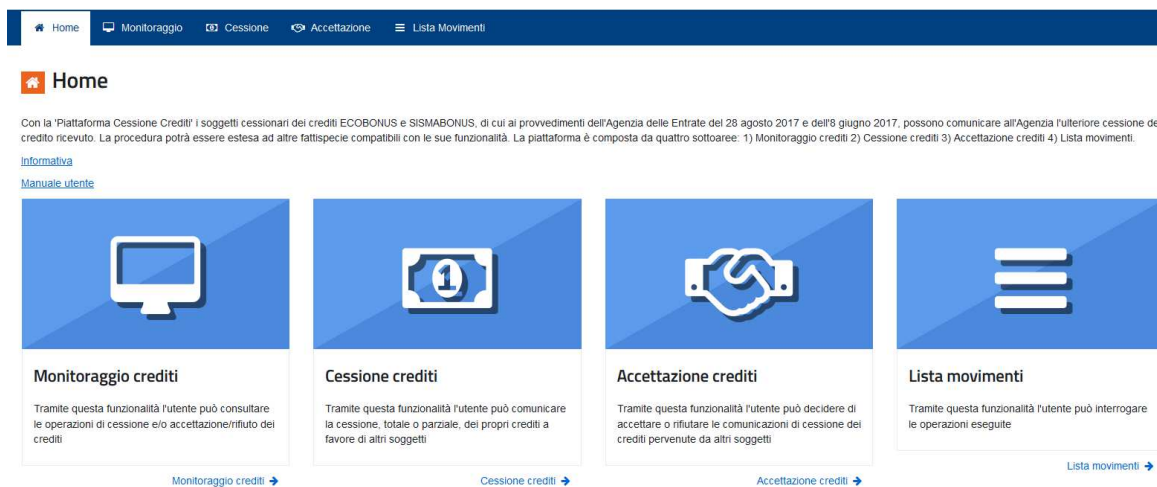 Home Monitoraggio Cessione Accettazione Lista Movimenti
Home
Con la 'Piattaforma Cessione Crediti' i soggetti cessionari dei crediti ECOBONUS e SISMABONUS, di cui ai provvedimenti dell'Agenzia delle Entrate del 28 agosto 2017 e dell'8 giugno 2017, possono comunicare all'Agenzia l'ulteriore cessione de
credito ricevuto. La procedura potrà essere estesa ad altre fattispecie compatibili con le sue funzionalità. La piattaforma è composta da quattro sottoaree: 1) Monitoraggio crediti 2) Cessione crediti 3) Accettazione crediti 4) Lista movimenti.
Informativa
Manuale utente
1
Monitoraggio crediti
Tramite questa funzionalità l'utente può consultare
le operazioni di cessione e/o accettazione/rifiuto dei
crediti
Monitoraggio crediti
Cessione crediti
Tramite questa funzionalità l'utente può comunicare
la cessione, totale o parziale, dei propri crediti a
favore di altri soggetti
Cessione crediti
Accettazione crediti
Tramite questa funzionalità l'utente può decidere di
accettare o rifiutare le comunicazioni di cessione dei
crediti pervenute da altri soggetti
Accettazione crediti
Lista movimenti
Tramite questa funzionalità l'utente può interrogare
le operazioni eseguite
Lista movimenti